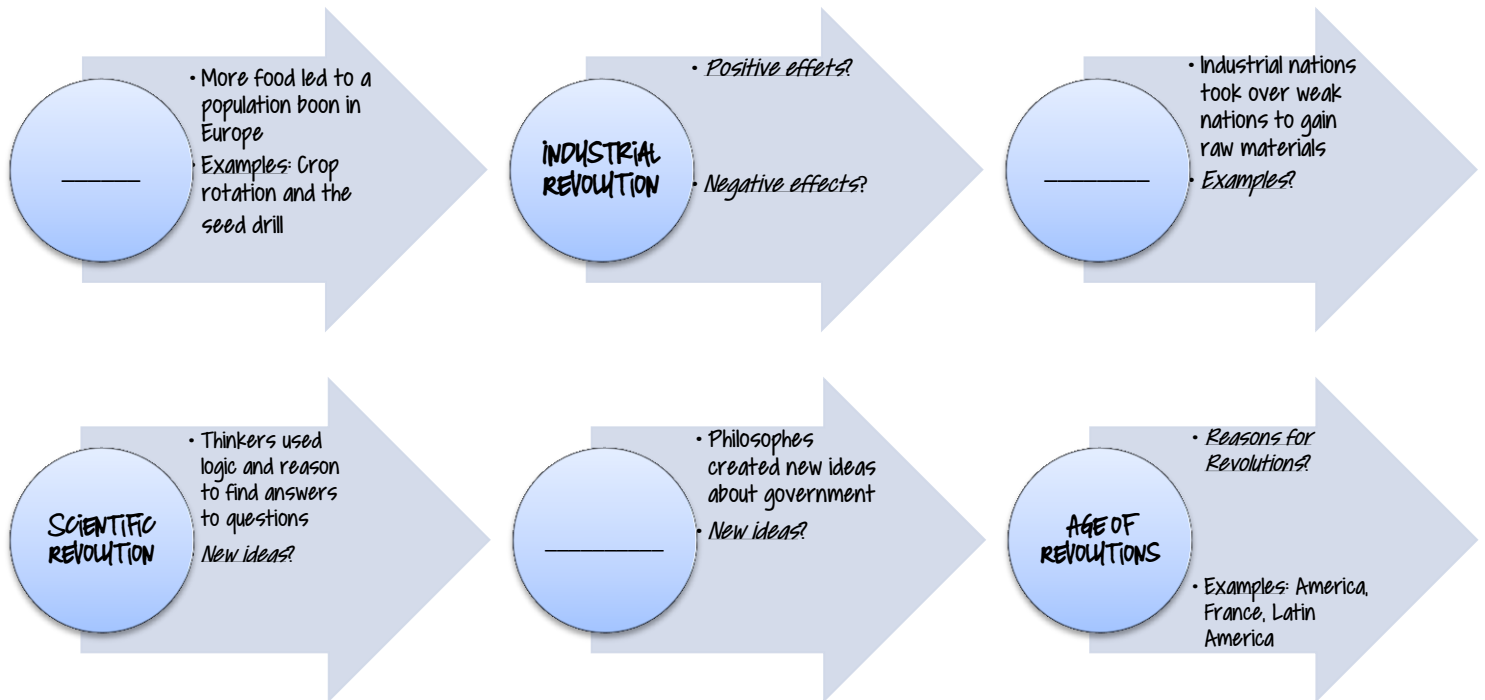 ______
• More food led to a
population boon in
Europe
• Examples: Crop
rotation and the
seed drill
INDUSTRIAL
REVOLUTION
• Positive effets?
• Negative effects?
________
• Industrial nations
took over weak
nations to gain
raw materials
• Examples?
SCIENTIFIC
REVOLUTION
• Thinkers used
logic and reason
to find answers
to questions
New ideas?
_________
• Philosophes
created new ideas
about government
• New ideas?
AGE OF
REVOLUTIONS
• Reasons for
Revolutions?
• Examples: America,
France, Latin
America